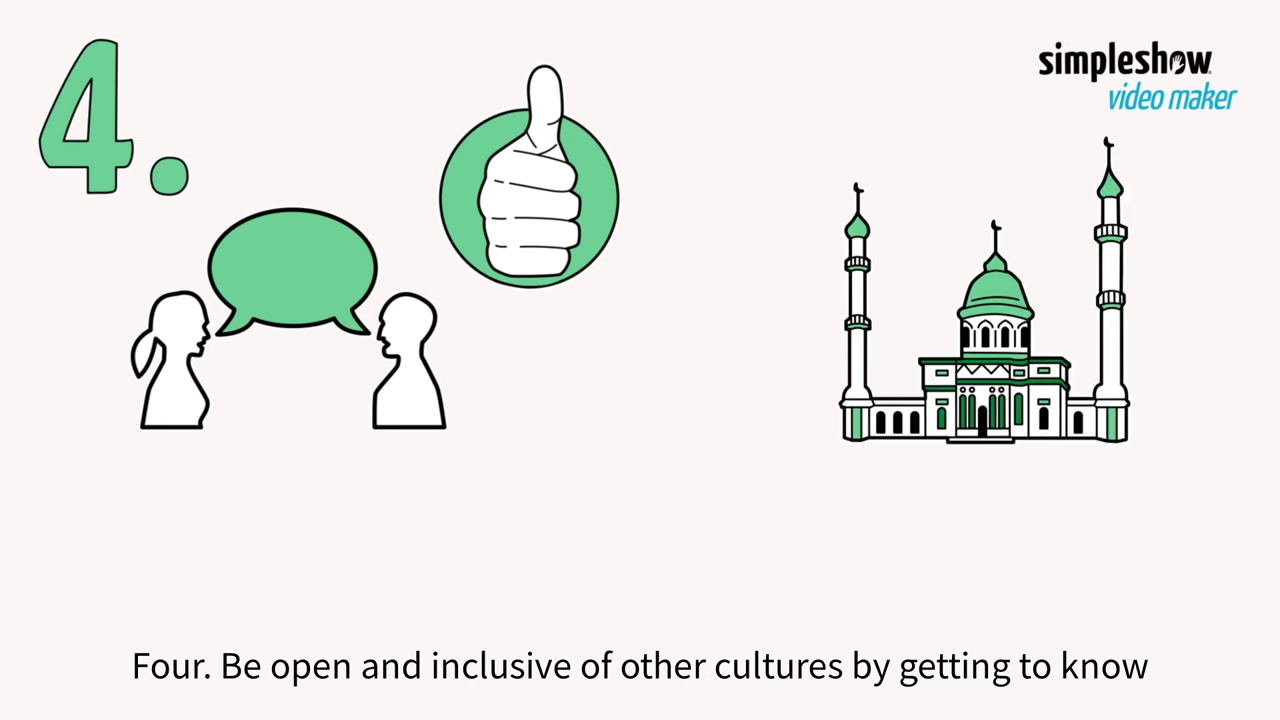 4.
simpleshow
video maker
Four. Be open and inclusive of other cultures by getting to know